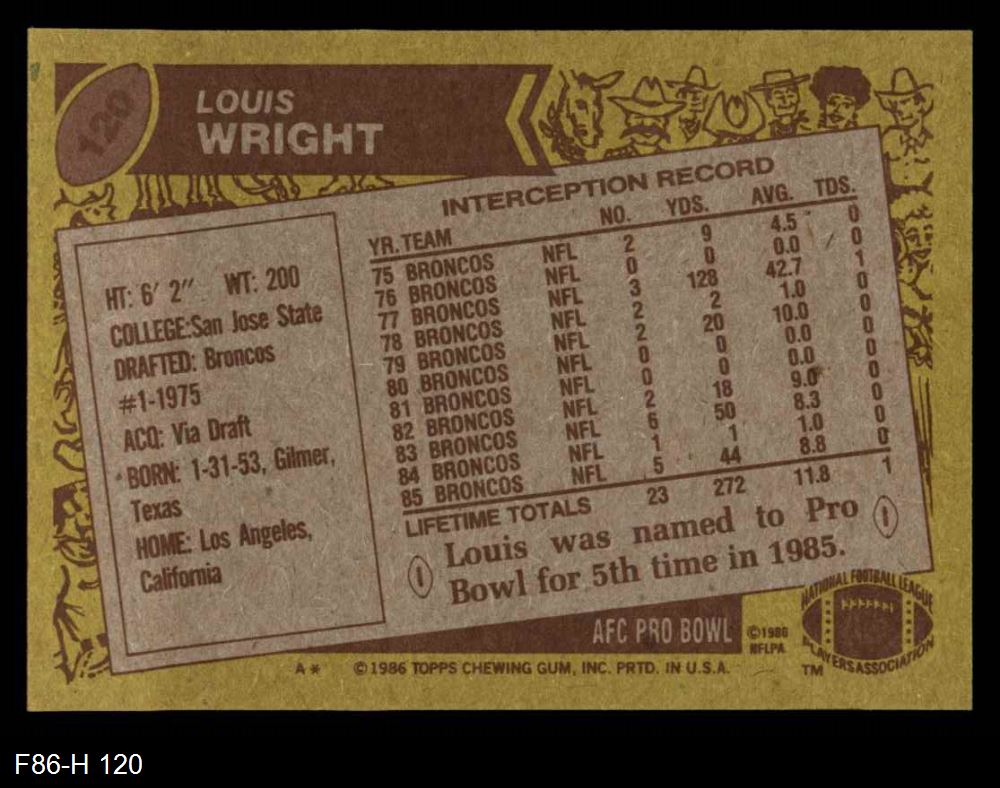 120
LOUIS
WRIGHT
INTERCEPTION RECORD
YR. TEAM NO. YDS. AVG. TDS.
75 BRONCOS NFL 2 9 4.5 0
76 BRONCOS NFL 0 0 0.0 0
77 BRONCOS NFL 3 128 42.7 1
78 BRONCOS NFL 2 2 1.0 0
79 BRONCOS NFL 2 20 10.0 0
80 BRONCOS NFL 0 0 0.0 0
81 BRONCOS NFL 0 0 0.0 0
82 BRONCOS NFL 2 18 9.0 0
83 BRONCOS NFL 6 50 8.3 0
84 BRONCOS NFL 1 1 1.0 0
85 BRONCOS NFL 5 44 8.8 0
LIFETIME TOTALS 23 272 11.8 1
HT: 6' 2" WT: 200
COLLEGE:San Jose State
DRAFTED: Broncos
#1-1975
ACQ: Via Draft
BORN: 1-31-53, Gilmer,
Texas
HOME: Los Angeles,
California
Louis was named to Pro
Bowl for 5th time in 1985.
AFC PRO BOWL
©1986
NFLPA
NATIONAL FOOTBALL LEAGUE
PLAYERS ASSOCIATION
TM
A* ©1986 TOPPS CHEWING GUM, INC. PRTD. IN U.S.A.
F86-H 120